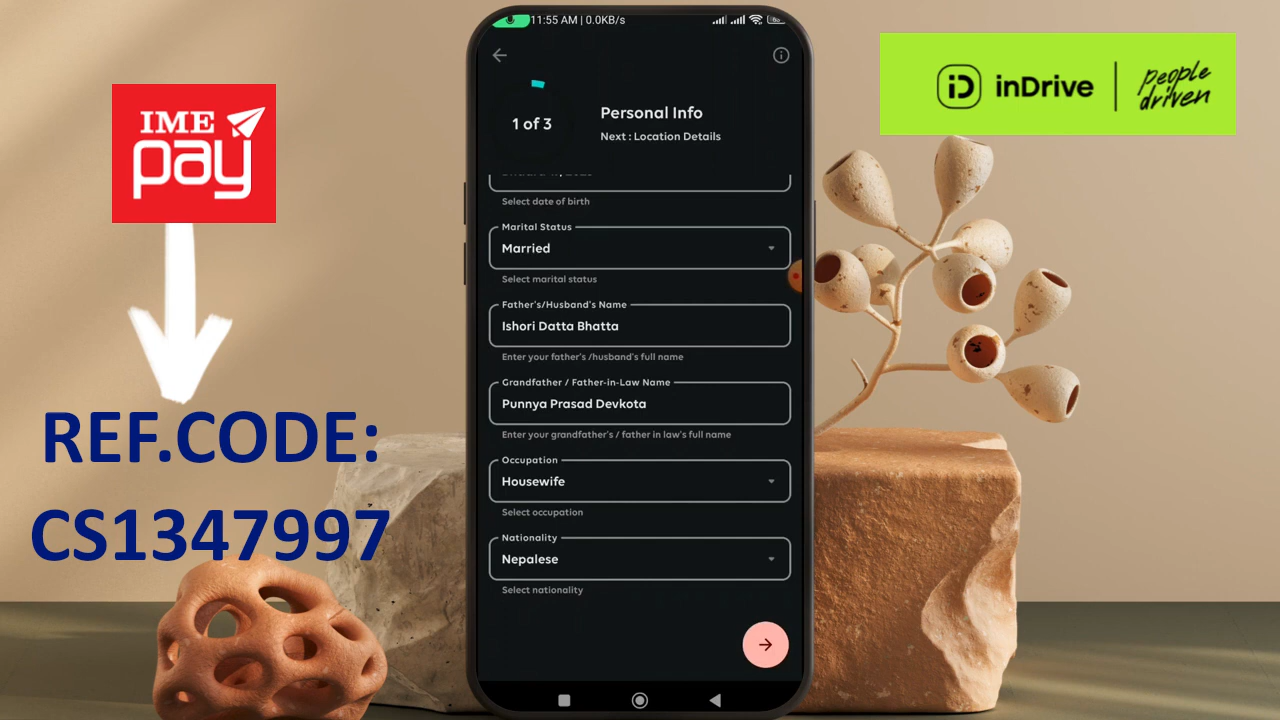 11:55 AM | 0.0KB/s
IME
pay
REF.CODE:
CS1347997
1 of 3
Personal Info
Next : Location Details
Select date of birth
Marital Status
Married
Select marital status
Father's/Husband's Name
Ishori Datta Bhatta
Enter your father's /husband's full name
Grandfather / Father-in-Law Name
Punnya Prasad Devkota
Enter your grandfather's / father in law's full name
Occupation
Housewife
Select occupation
Nationality
Nepalese
Select nationality
iD inDrive
people
driven